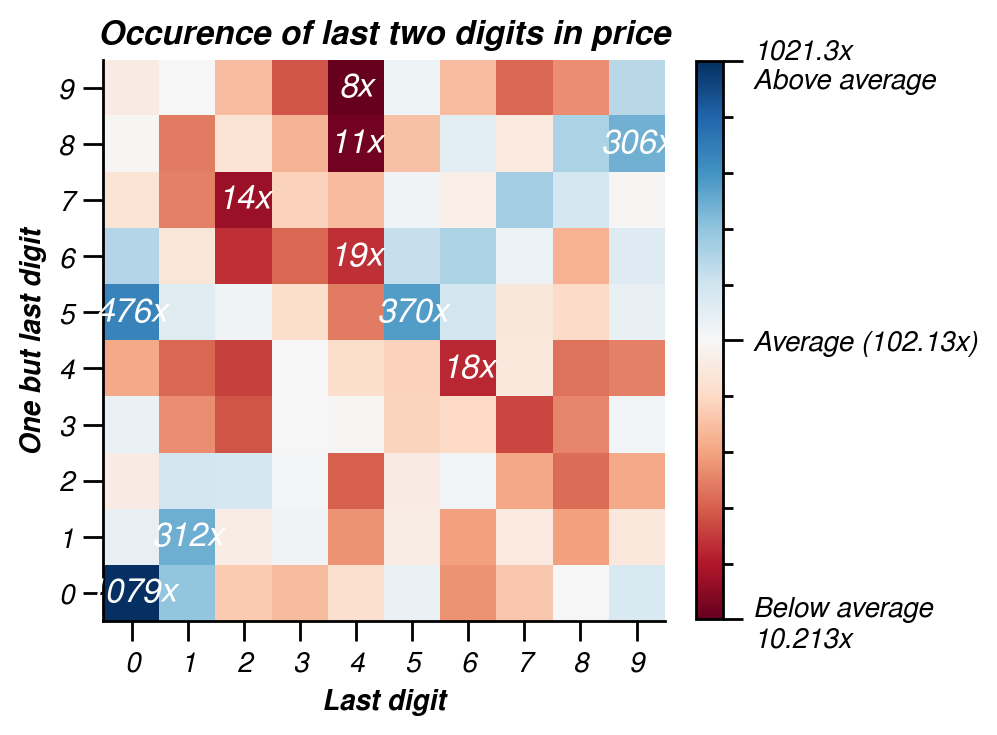 Occurence of last two digits in price
1021.3x
Above average
9
8x
8
11x
306x
7
14x
6
19x
One but last digit
5
476x
370x
Average (102.13x)
4
18x
3
2
1
312x
0
079x
Below average
10.213x
0 1 2 3 4 5 6 7 8 9
Last digit